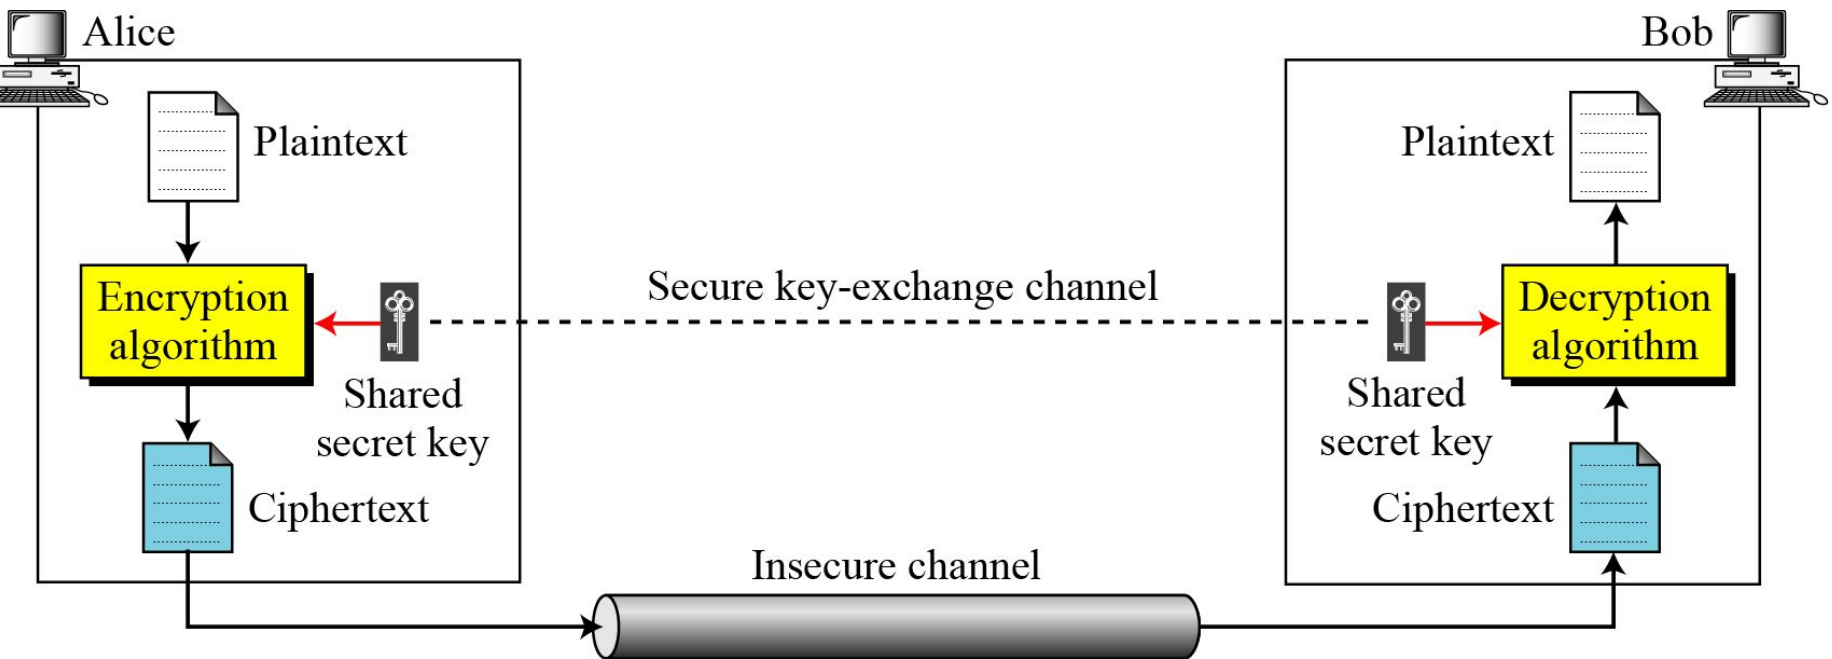 Alice
Bob
Plaintext
Plaintext
Encryption
algorithm
Secure key-exchange channel
Decryption
algorithm
Shared
secret key
Shared
secret key
Ciphertext
Ciphertext
Insecure channel